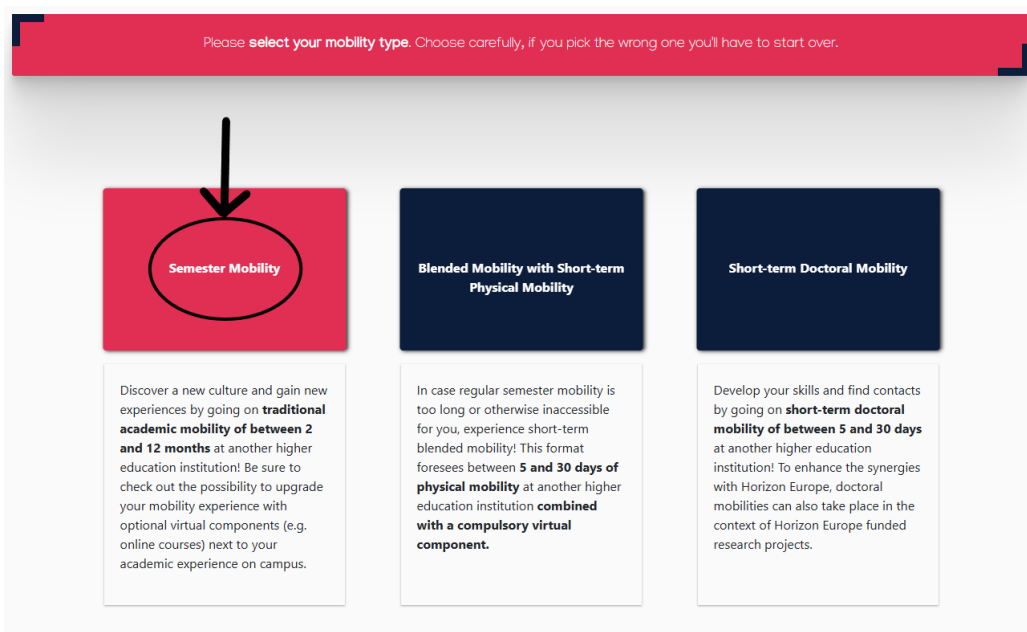 Please select your mobility type. Choose carefully, if you pick the wrong one you'll have to start over.
Semester Mobility
Discover a new culture and gain new
experiences by going on traditional
academic mobility of between 2
and 12 months at another higher
education institution! Be sure to
check out the possibility to upgrade
your mobility experience with
optional virtual components (e.g.
online courses) next to your
academic experience on campus.
Blended Mobility with Short-term
Physical Mobility
In case regular semester mobility is
too long or otherwise inaccessible
for you, experience short-term
blended mobility! This format
foresees between 5 and 30 days of
physical mobility at another higher
education institution combined
with a compulsory virtual
component.
Short-term Doctoral Mobility
Develop your skills and find contacts
by going on short-term doctoral
mobility of between 5 and 30 days
at another higher education
institution! To enhance the synergies
with Horizon Europe, doctoral
mobilities can also take place in the
context of Horizon Europe funded
research projects.